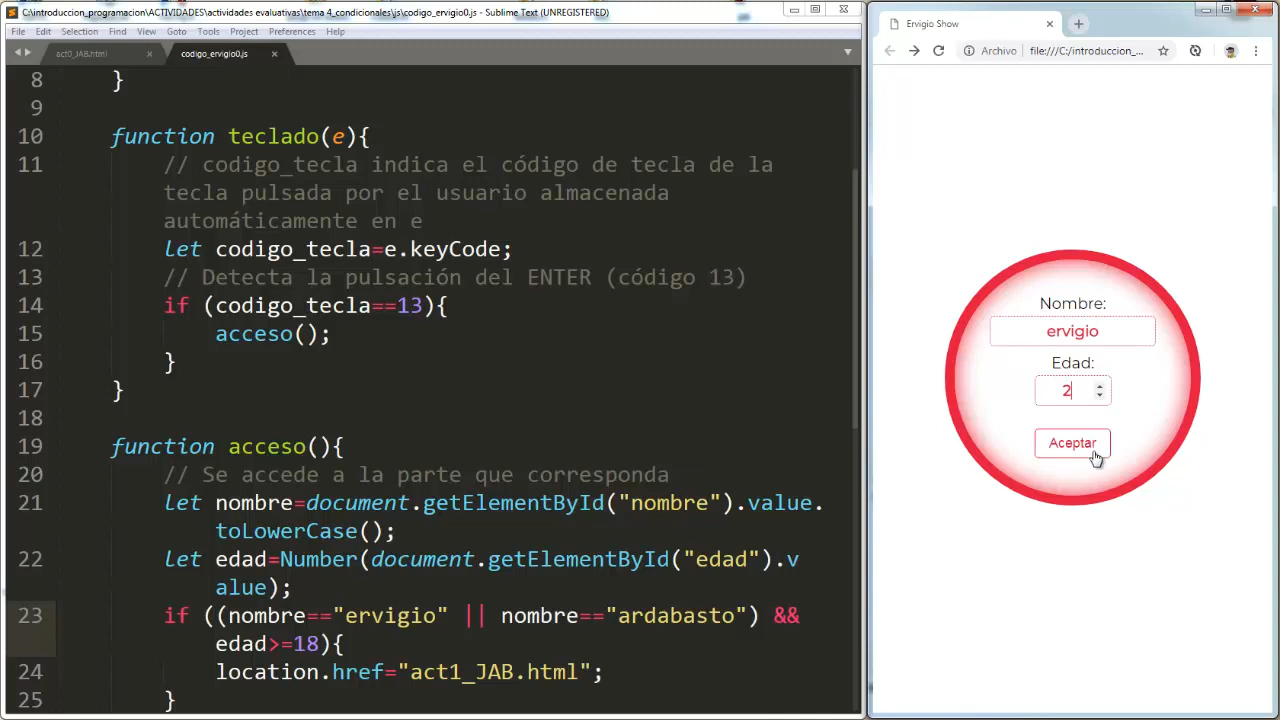 C:\introduccion_programacion\ACTIVIDADES\actividades evaluativas\tema 4_condicionales\js\codigo_ervigio0.js - Sublime Text (UNREGISTERED)
File Edit Selection Find View Goto Tools Project Preferences Help
act0_JAB.html × codigo_ervigio0.js ×
8 }
9
10 function teclado(e){
11 // codigo_tecla indica el código de tecla de la
tecla pulsada por el usuario almacenada
automáticamente en e
12 let codigo_tecla=e.keyCode;
13 // Detecta la pulsación del ENTER (código 13)
14 if (codigo_tecla==13){
15 acceso();
16 }
17 }
18
19 function acceso(){
20 // Se accede a la parte que corresponda
21 let nombre=document.getElementById("nombre").value.
toLowerCase();
22 let edad=Number(document.getElementById("edad").v
alue);
23 if ((nombre=="ervigio" || nombre=="ardabasto") &&
edad>=18){
24 location.href="act1_JAB.html";
25 }
Ervigio Show
Archivo file:///C:/introduccion_...
Nombre:
ervigio
Edad:
2
Aceptar